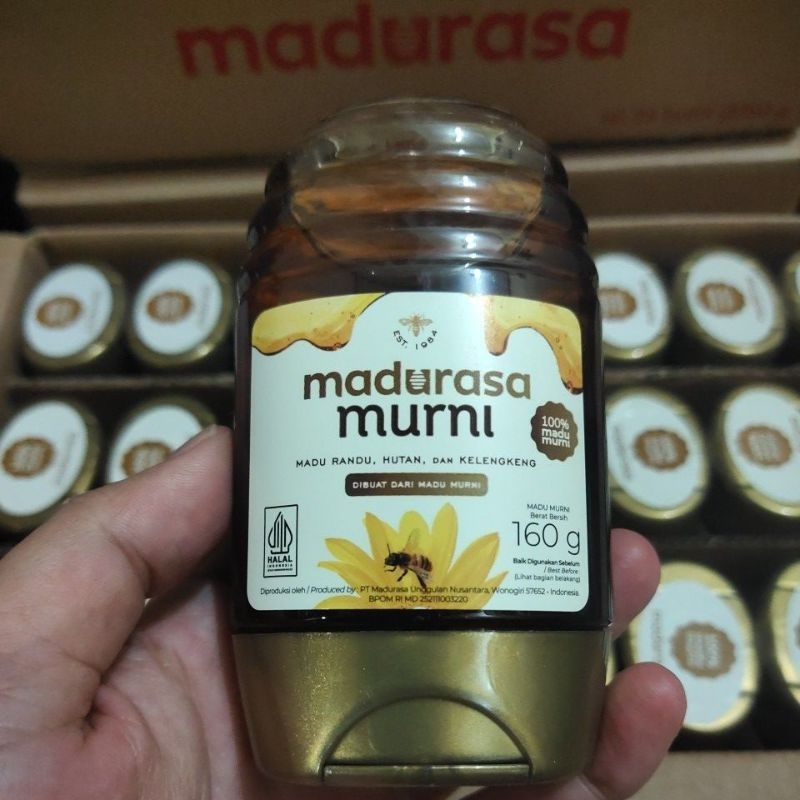 madurasa
EST. 1984
madurasa
murni
100%
madu
murni
MADU RANDU, HUTAN, DAN KELENGKENG
DIBUAT DARI MADU MURNI
HALAL
INDONESIA
MADU MURNI
Berat Bersih
160 g
Baik Digunakan Sebelum
/ Best Before :
(Lihat bagian belakang)
Diproduksi oleh / Produced by : PT Madurasa Unggulan Nusantara, Wonogiri 57652 - Indonesia.
BPOM RI MD 252111003220